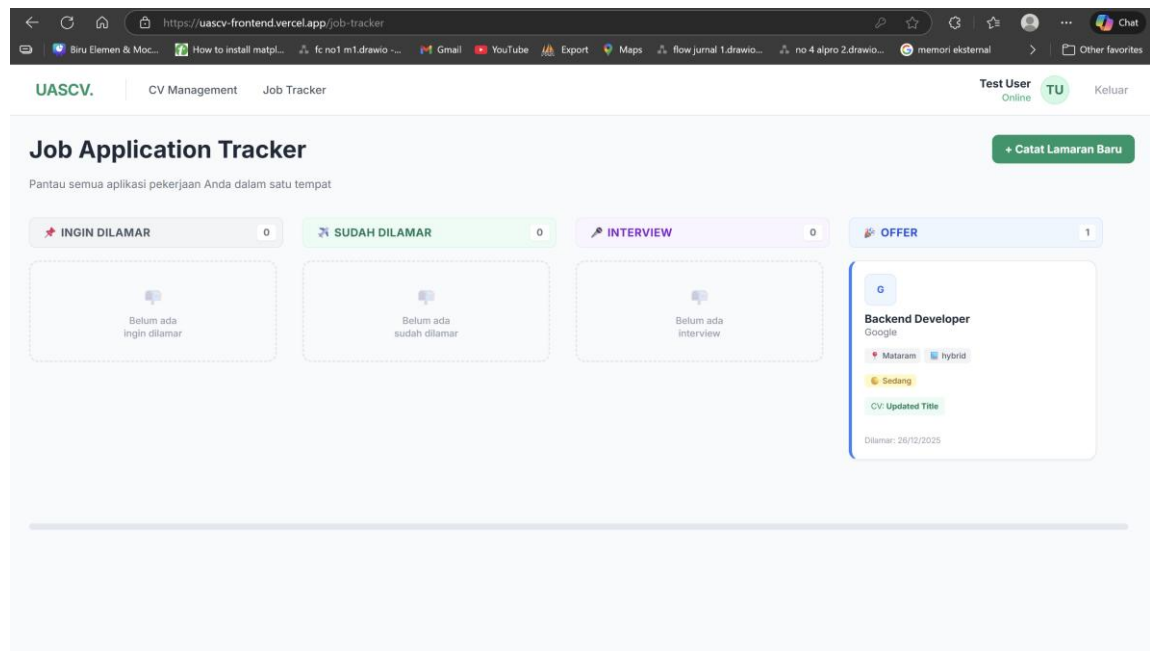 https://uascv-frontend.vercel.app/job-tracker
Chat
Biru Elemen & Moc...
How to install matpl...
fc no1 m1.drawio -...
Gmail
YouTube
Export
Maps
flow jurnal 1.drawio...
no 4 alpro 2.drawio...
memori eksternal
Other favorites
UASCV.
CV Management
Job Tracker
Test User
Online
TU
Keluar
Job Application Tracker
+ Catat Lamaran Baru
Pantau semua aplikasi pekerjaan Anda dalam satu tempat
INGIN DILAMAR 0
SUDAH DILAMAR 0
INTERVIEW 0
OFFER 1
Belum ada
ingin dilamar
Belum ada
sudah dilamar
Belum ada
interview
G
Backend Developer
Google
Mataram
hybrid
Sedang
CV: Updated Title
Dilamar: 26/12/2025